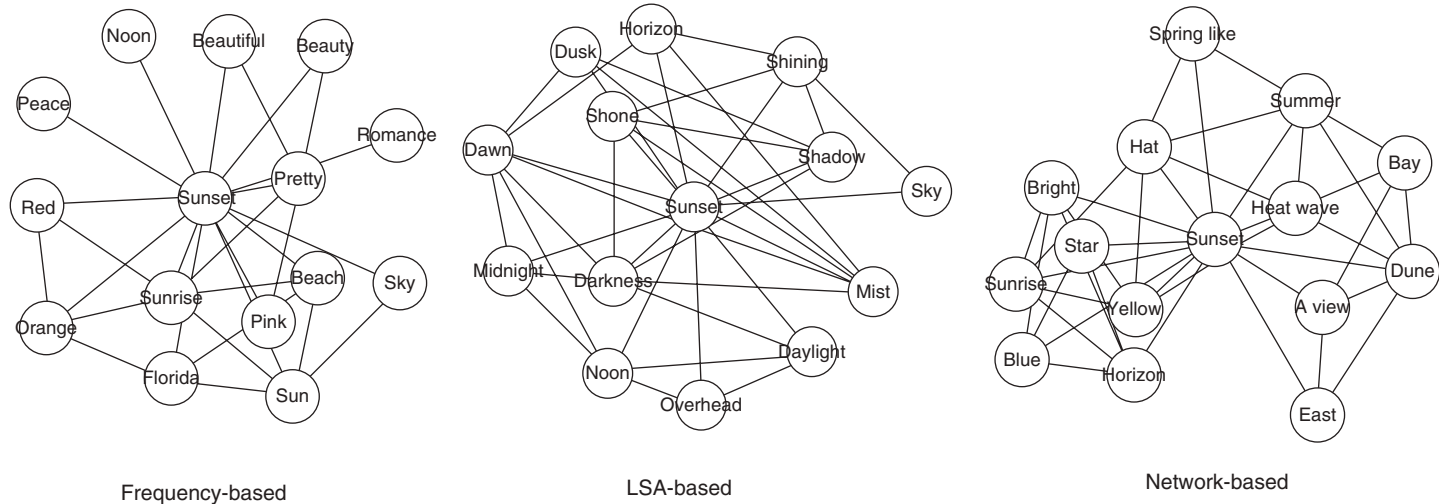 Noon
Beautiful
Beauty
Peace
Romance
Pretty
Sunset
Red
Beach
Sky
Sunrise
Pink
Orange
Florida
Sun
Frequency-based
Horizon
Dusk
Shining
Shone
Dawn
Shadow
Sky
Sunset
Midnight
Darkness
Mist
Daylight
Noon
Overhead
LSA-based
Spring like
Summer
Hat
Bay
Bright
Heat wave
Star
Sunset
Dune
Sunrise
Yellow
A view
Blue
Horizon
East
Network-based